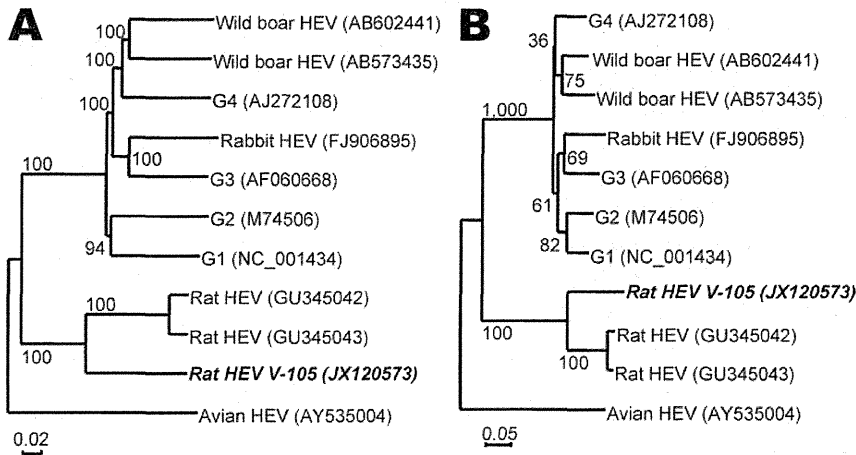 A
100
Wild boar HEV (AB602441)
100
Wild boar HEV (AB573435)
100
G4 (AJ272108)
Rabbit HEV (FJ906895)
100
G3 (AF060668)
100
G2 (M74506)
94
G1 (NC_001434)
Rat HEV (GU345042)
100
Rat HEV (GU345043)
100
Rat HEV V-105 (JX120573)
Avian HEV (AY535004)
0.02
B
G4 (AJ272108)
36
Wild boar HEV (AB602441)
75
Wild boar HEV (AB573435)
1,000
Rabbit HEV (FJ906895)
69
G3 (AF060668)
61
G2 (M74506)
82
G1 (NC_001434)
Rat HEV V-105 (JX120573)
100
Rat HEV (GU345042)
100
Rat HEV (GU345043)
Avian HEV (AY535004)
0.05